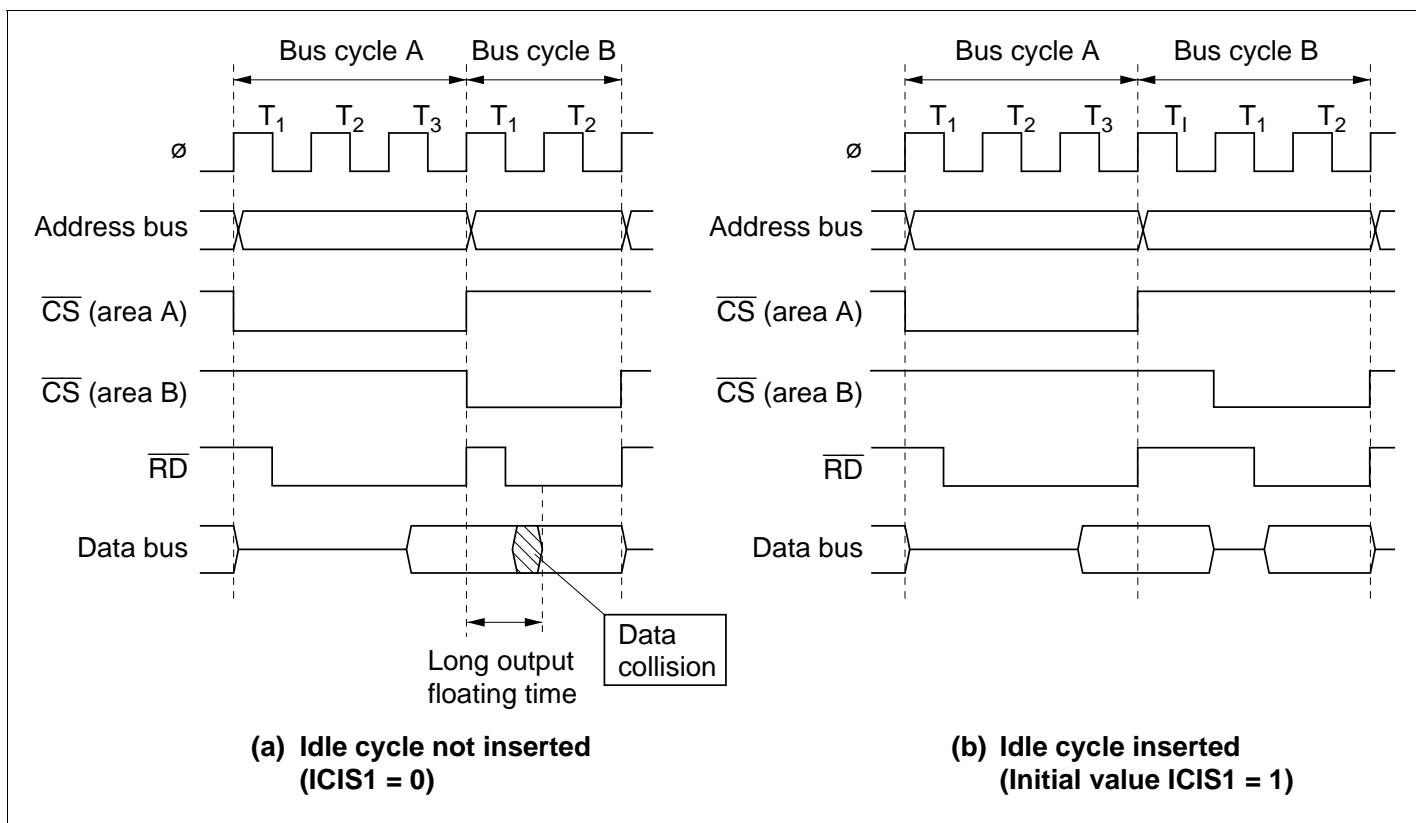 Bus cycle A
Bus cycle B
T1 T2 T3 T1 T2
ø
Address bus
CS (area A)
CS (area B)
RD
Data bus
Data
collision
Long output
floating time
(a) Idle cycle not inserted
(ICIS1 = 0)
Bus cycle A
Bus cycle B
T1 T2 T3 TI T1 T2
ø
Address bus
CS (area A)
CS (area B)
RD
Data bus
(b) Idle cycle inserted
(Initial value ICIS1 = 1)